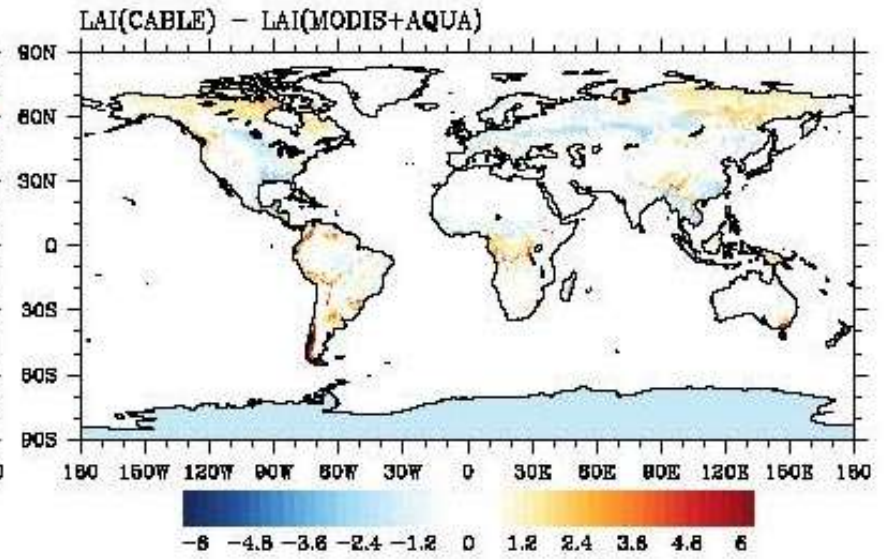 LAI(CABLE) - LAI(MODIS+AQUA)
90N
60N
30N
0
30S
60S
90S
180 150W 120W 90W 60W 30W 0 30E 60E 90E 120E 150E 180
-6 -4.8 -3.6 -2.4 -1.2 0 1.2 2.4 3.6 4.8 6